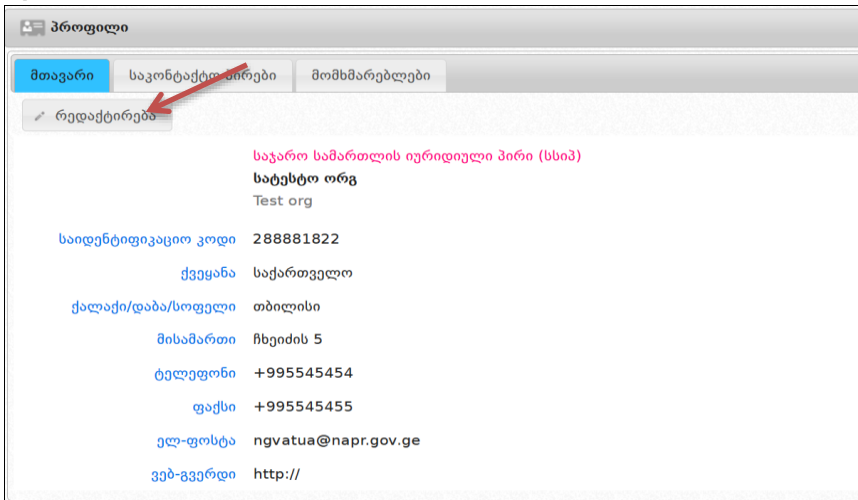 პროფილი
მთავარი საკონტაქტო პირები მომხმარებლები
რედაქტირება
საჯარო სამართლის იურიდიული პირი (სსიპ)
სატესტო ორგ
Test org
საიდენტიფიკაციო კოდი 288881822
ქვეყანა საქართველო
ქალაქი/დაბა/სოფელი თბილისი
მისამართი ჩხეიძის 5
ტელეფონი +995545454
ფაქსი +995545455
ელ-ფოსტა ngvatua@napr.gov.ge
ვებ-გვერდი http://